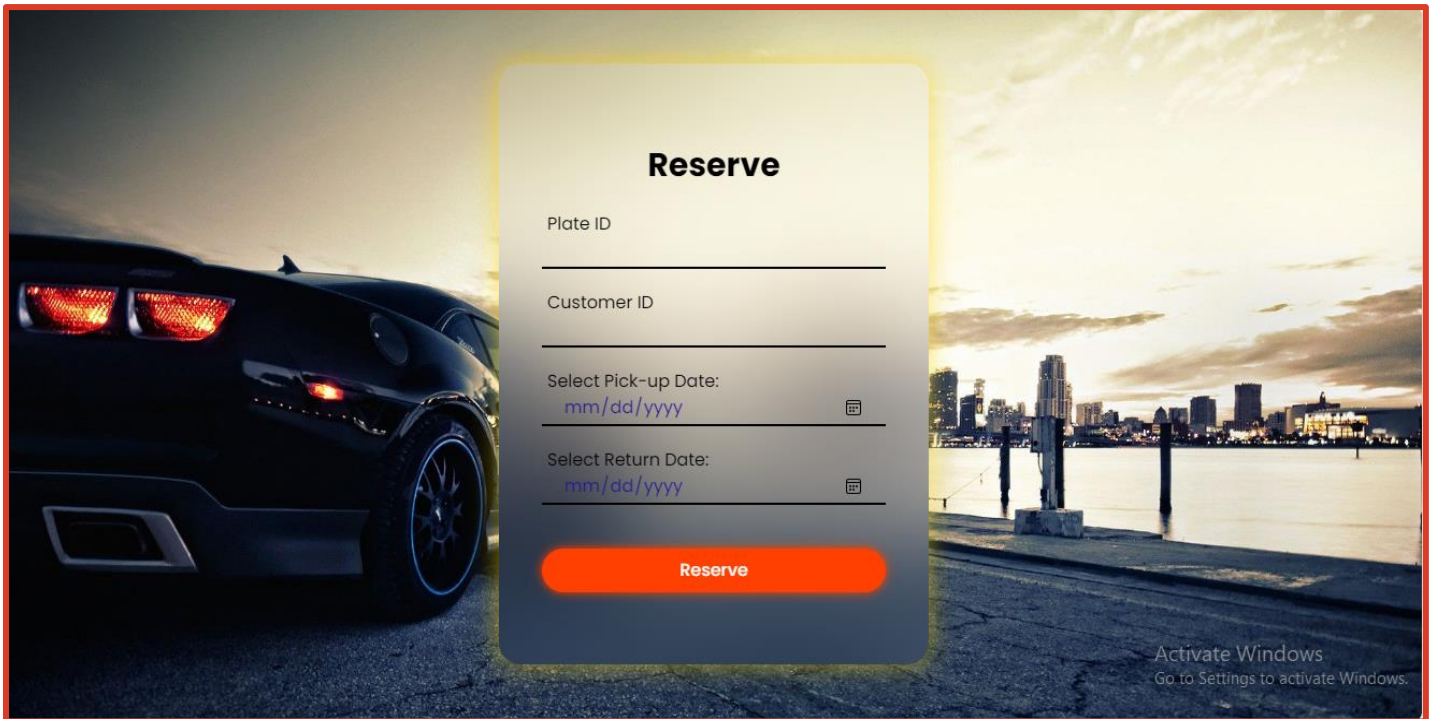 Reserve
Plate ID
Customer ID
Select Pick-up Date:
mm/dd/yyyy
Select Return Date:
mm/dd/yyyy
Reserve
Activate Windows
Go to Settings to activate Windows.